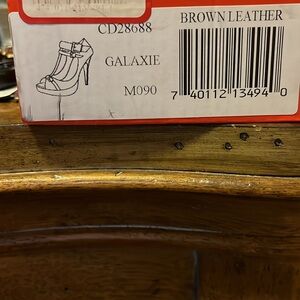 CD28688
BROWN LEATHER
GALAXIE
M090
7 40112 13494 0